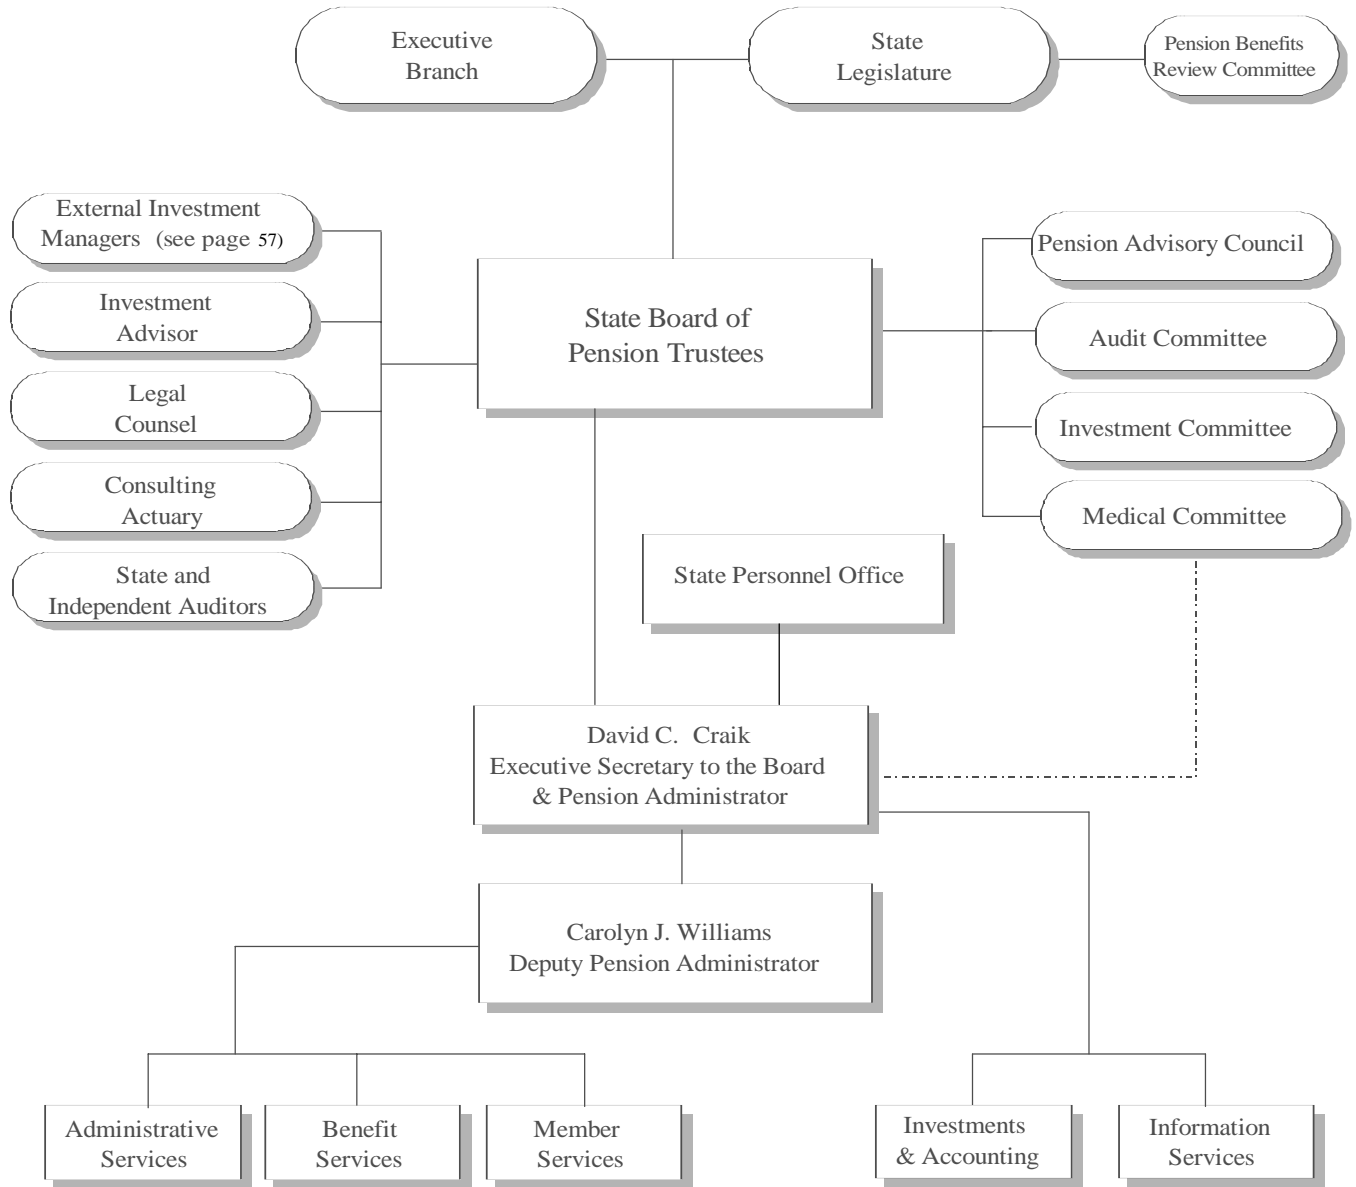 Executive
Branch
State
Legislature
Pension Benefits
Review Committee
External Investment
Managers (see page 57)
Investment
Advisor
Legal
Counsel
Consulting
Actuary
State and
Independent Auditors
State Board of
Pension Trustees
Pension Advisory Council
Audit Committee
Investment Committee
Medical Committee
State Personnel Office
David C. Craik
Executive Secretary to the Board
& Pension Administrator
Carolyn J. Williams
Deputy Pension Administrator
Administrative
Services
Benefit
Services
Member
Services
Investments
& Accounting
Information
Services